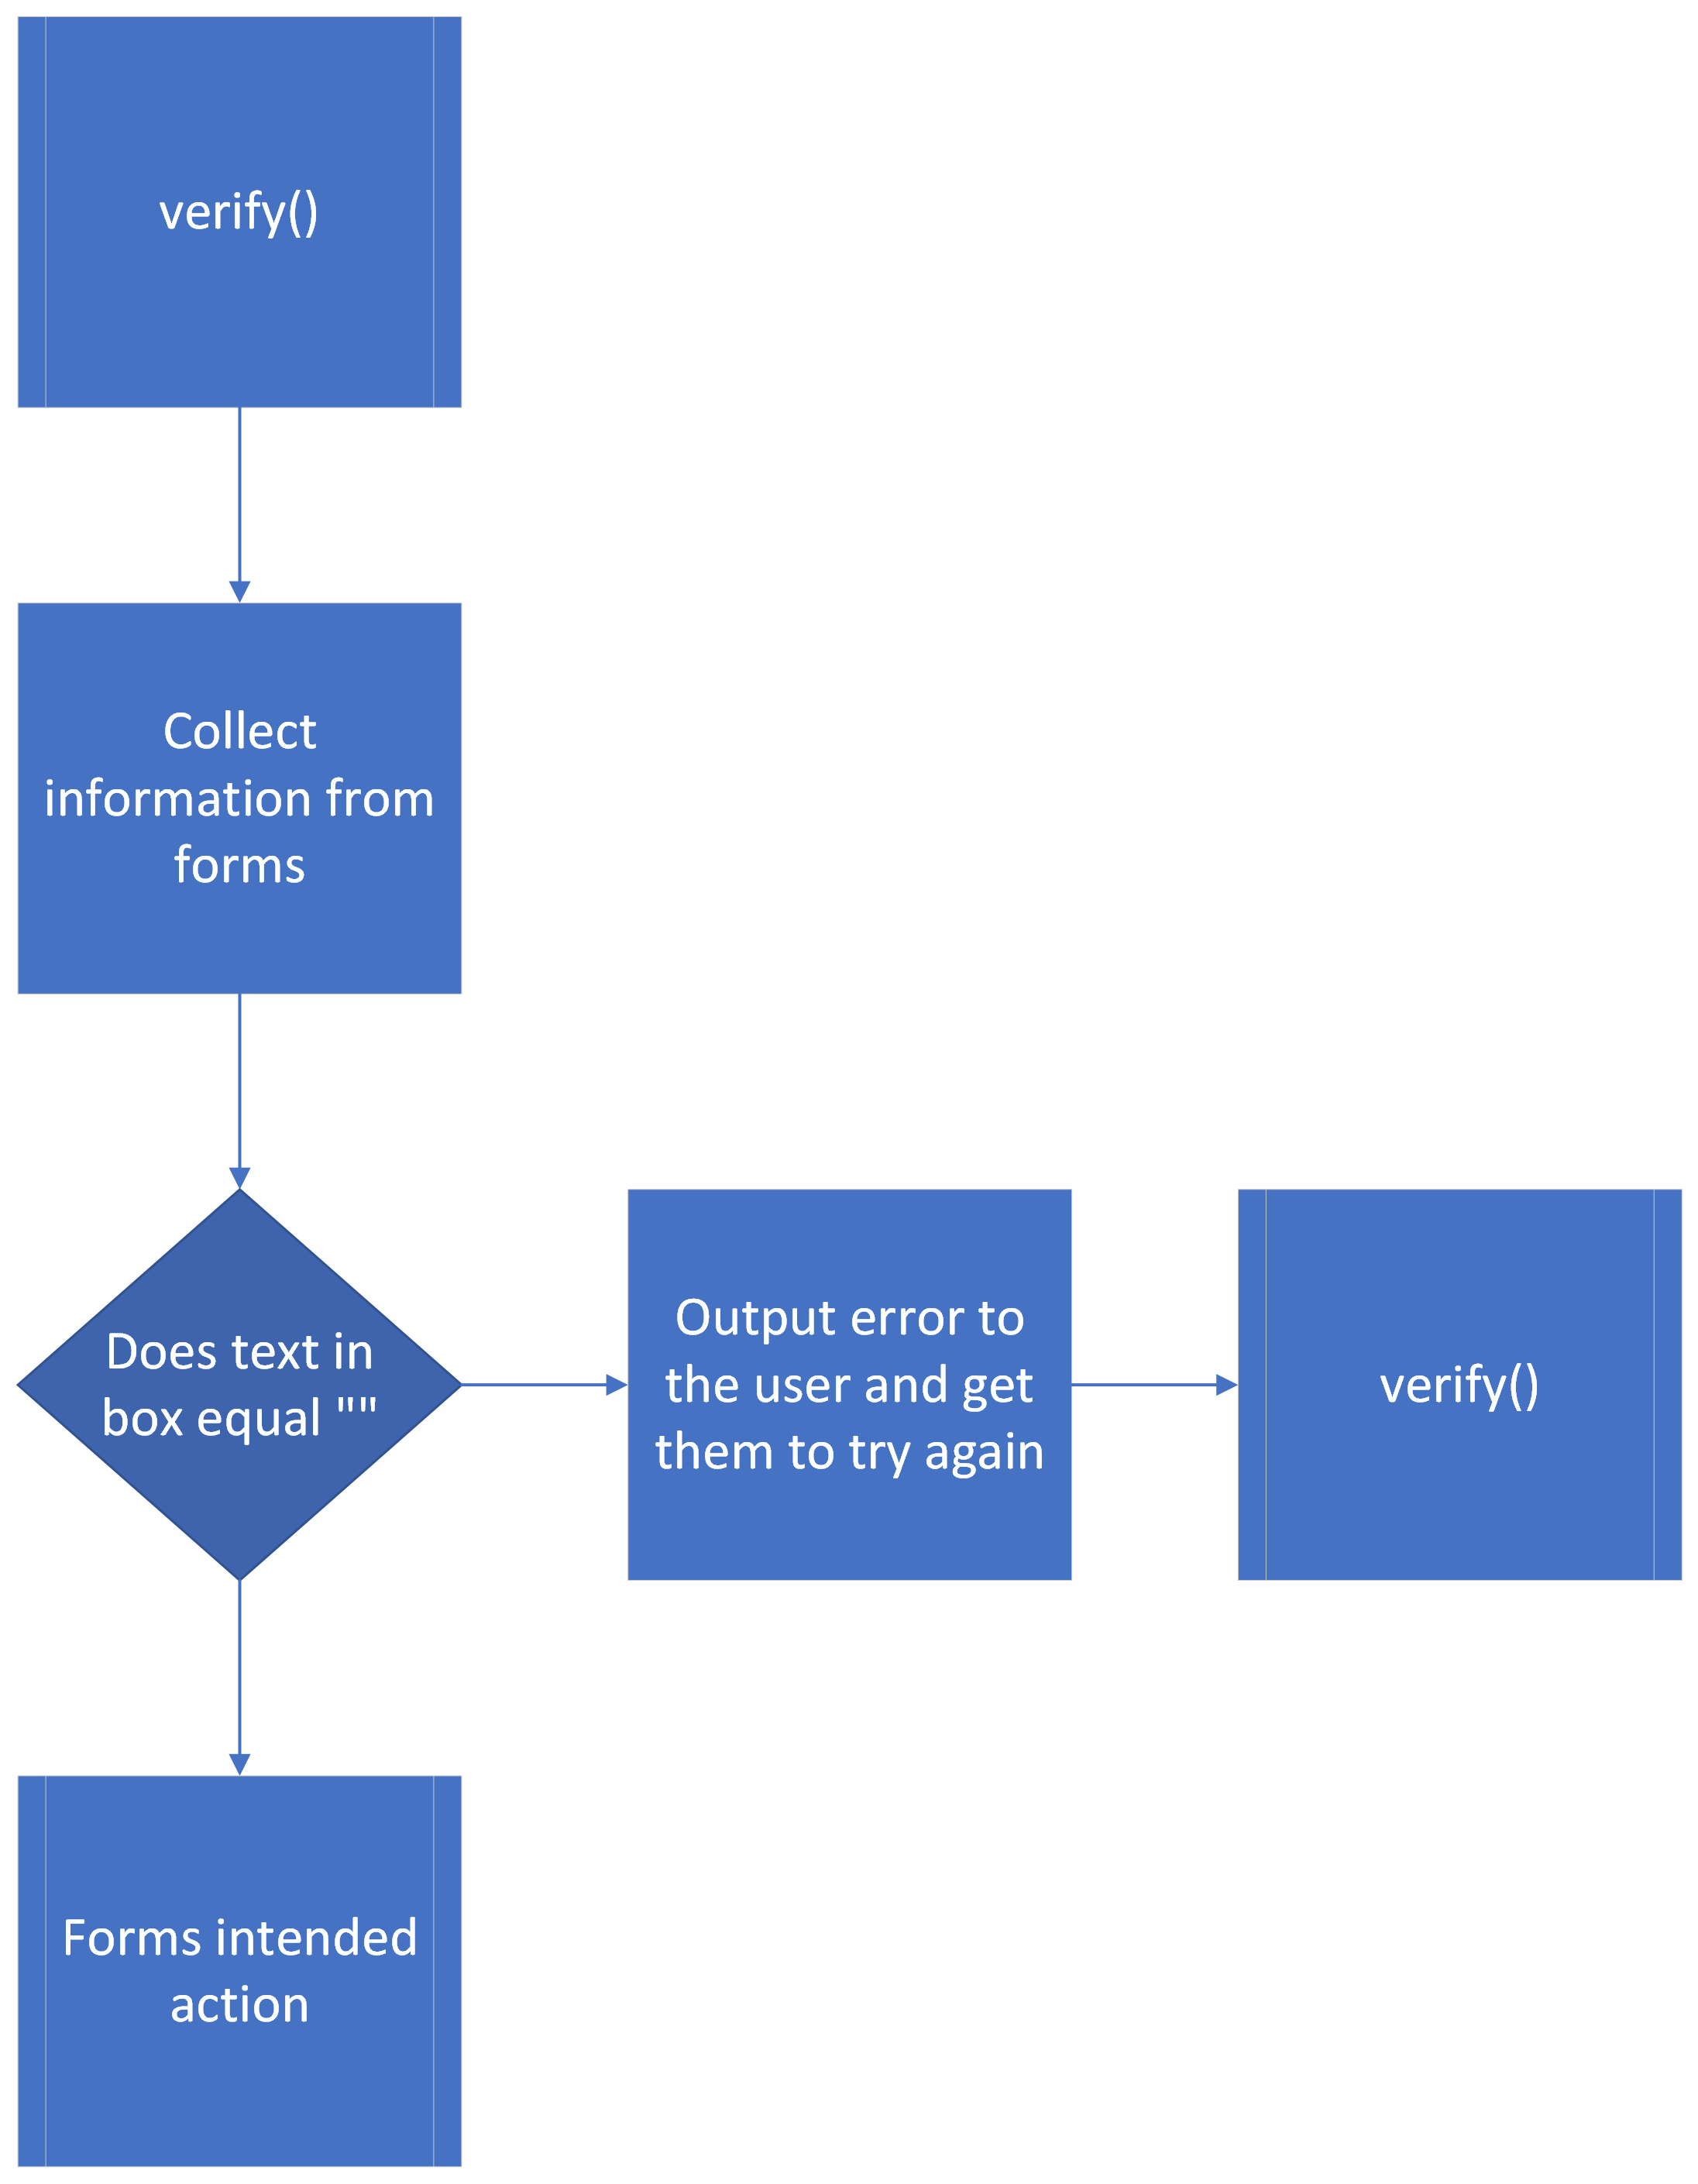 verify()
Collect
information from
forms
Does text in
box equal ""
Output error to
the user and get
them to try again
verify()
Forms intended
action